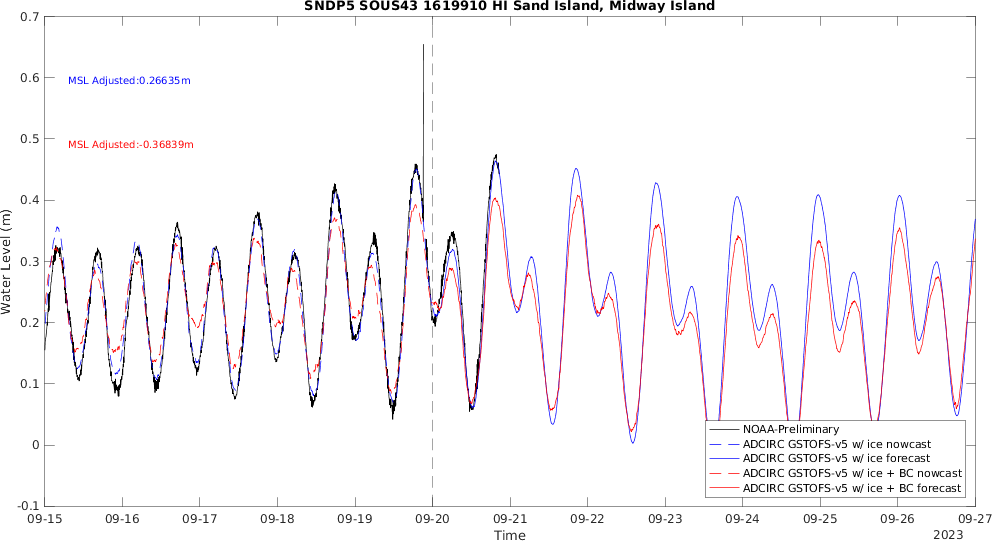 SNDP5 SOUS43 1619910 HI Sand Island, Midway Island
0.7
0.6
0.5
0.4
0.3
0.2
0.1
0
-0.1
Water Level (m)
MSL Adjusted:0.26635m
MSL Adjusted:-0.36839m
NOAA-Preliminary
ADCIRC GSTOFS-v5 w/ ice nowcast
ADCIRC GSTOFS-v5 w/ ice forecast
ADCIRC GSTOFS-v5 w/ ice + BC nowcast
ADCIRC GSTOFS-v5 w/ ice + BC forecast
09-15 09-16 09-17 09-18 09-19 09-20 09-21 09-22 09-23 09-24 09-25 09-26 09-27
Time
2023